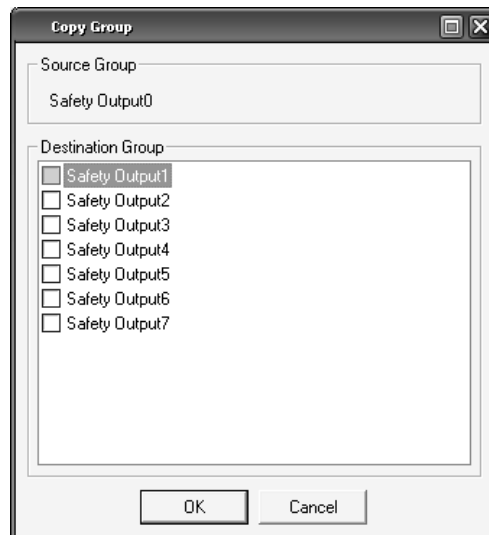 Copy Group
Source Group
Safety Output0
Destination Group
Safety Output1
Safety Output2
Safety Output3
Safety Output4
Safety Output5
Safety Output6
Safety Output7
OK Cancel